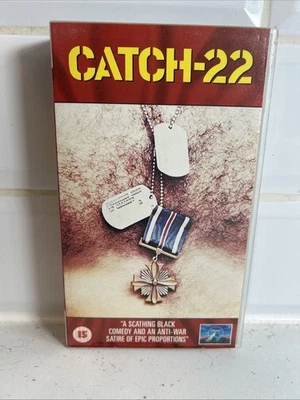 CATCH-22
"A SCATHING BLACK
COMEDY AND AN ANTI-WAR
SATIRE OF EPIC PROPORTIONS"
15